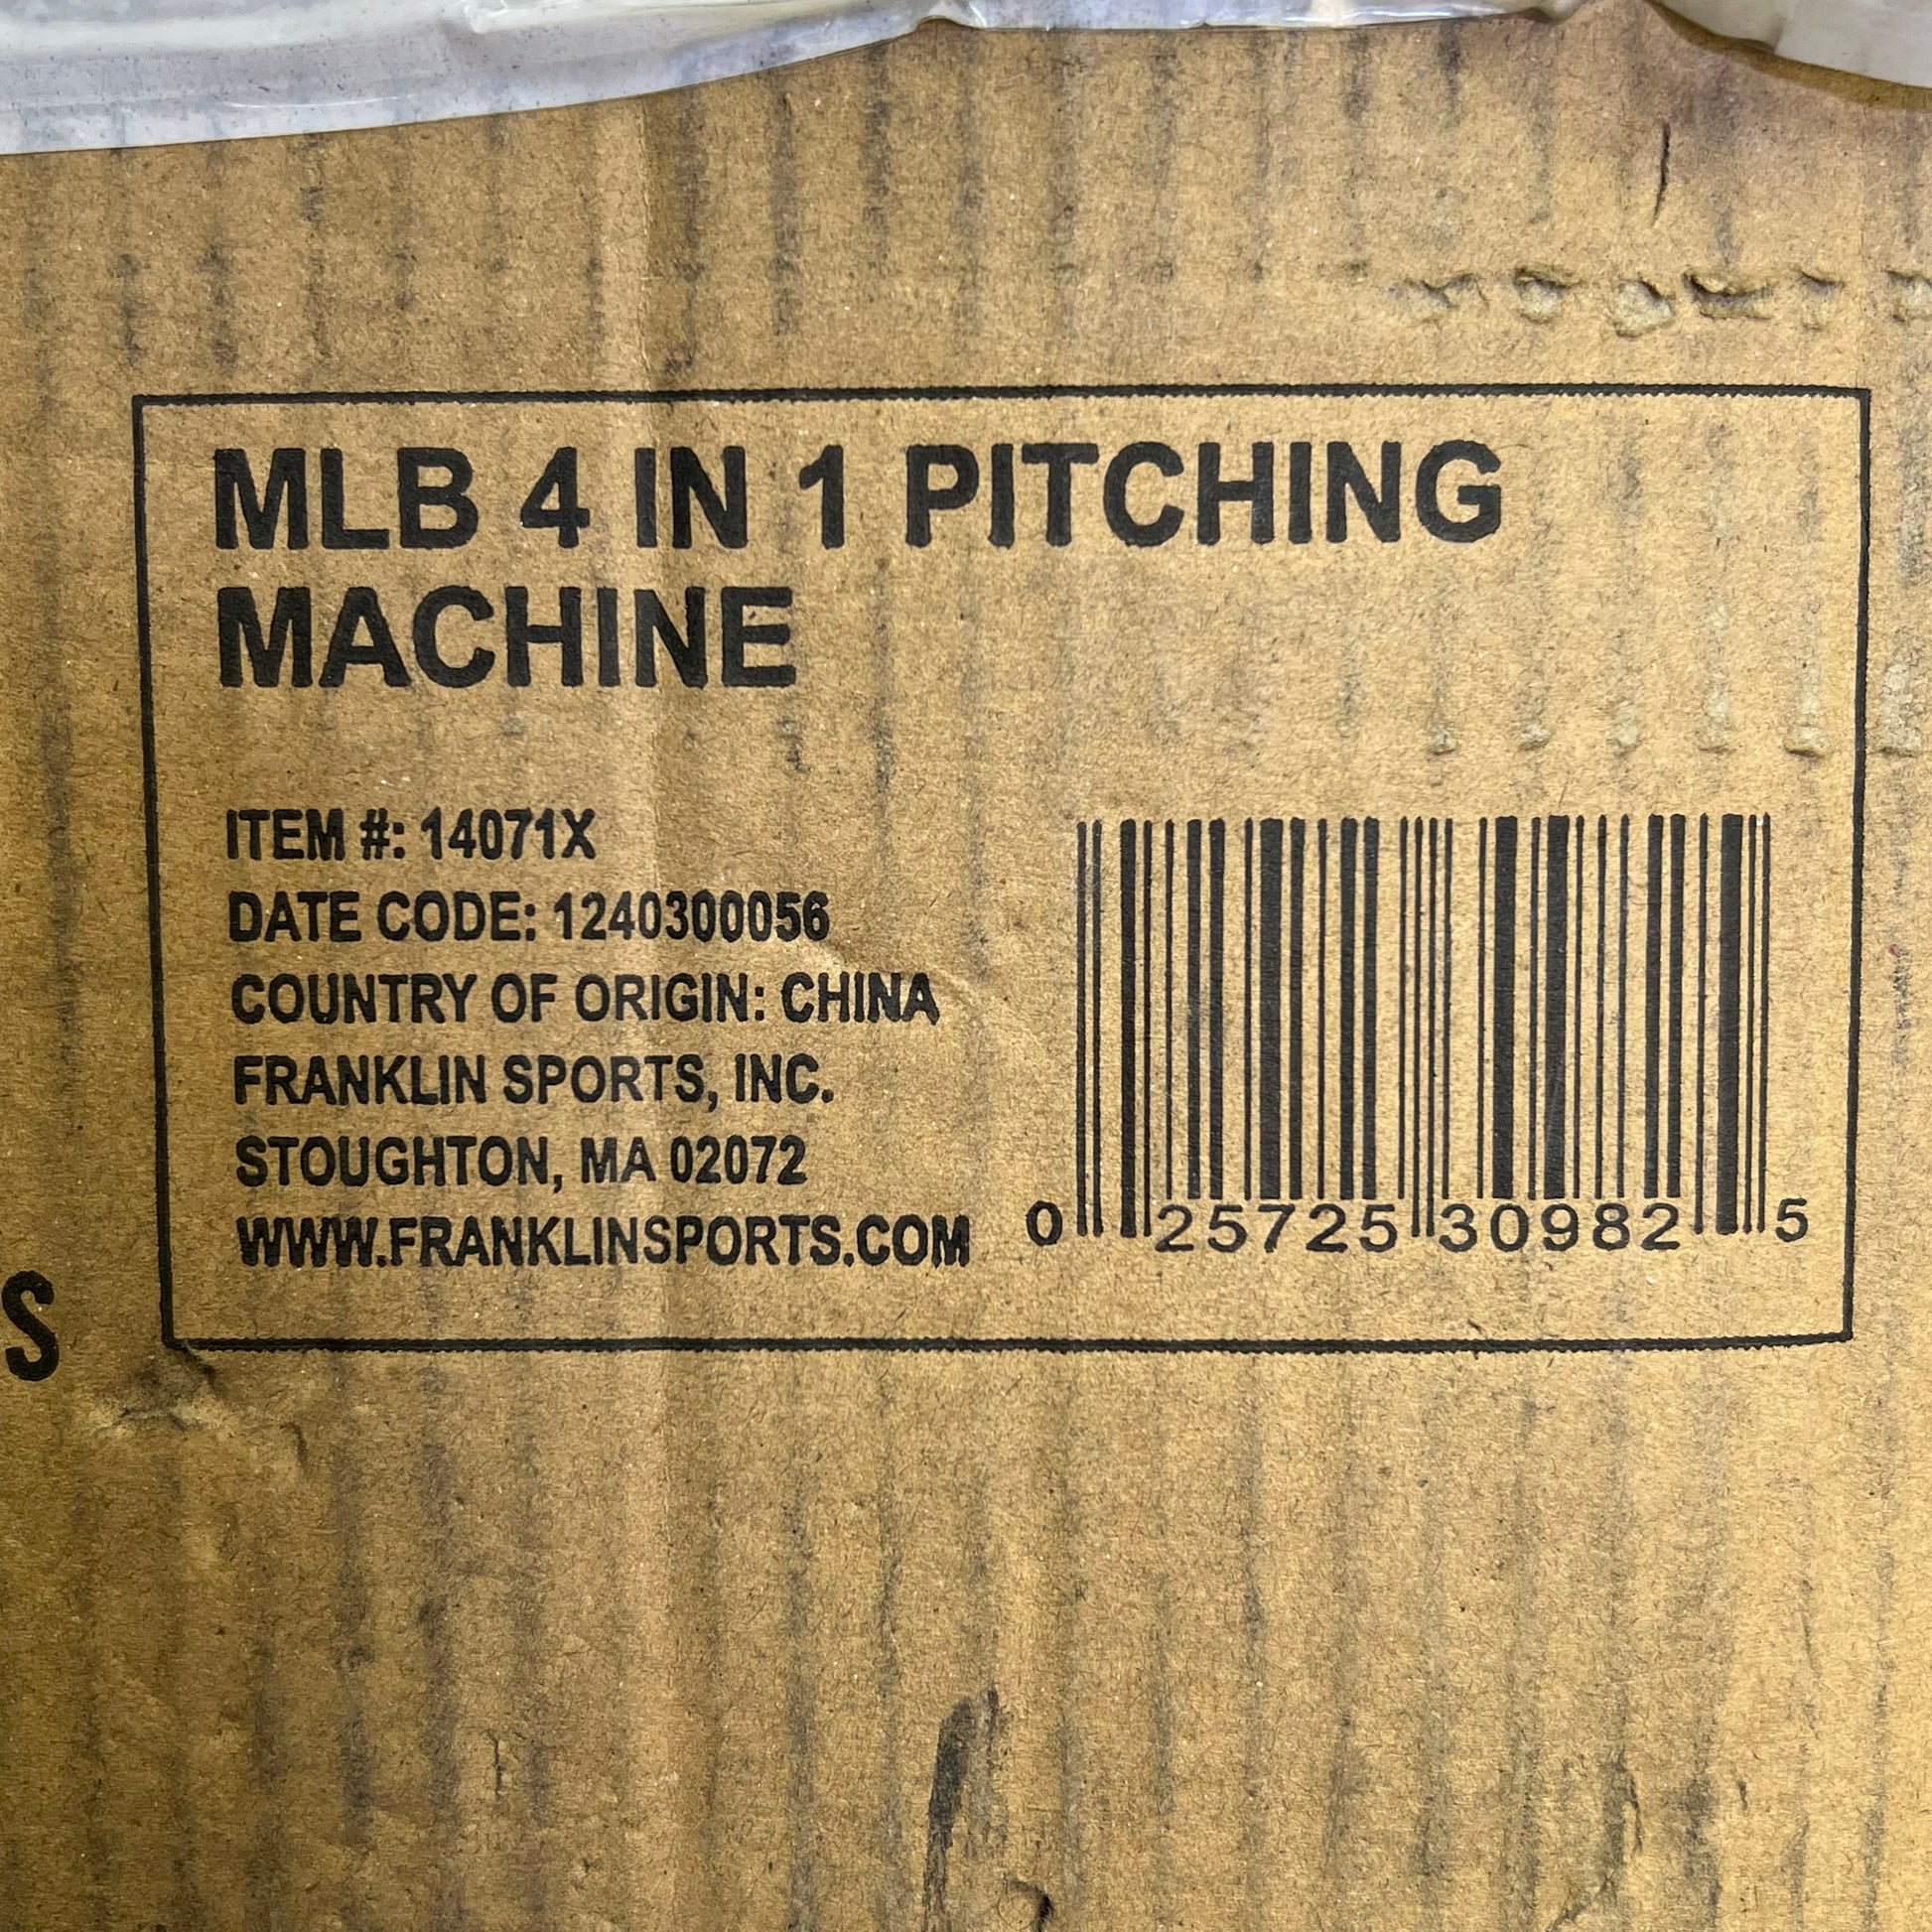 MLB 4 IN 1 PITCHING
MACHINE
ITEM #: 14071X
DATE CODE: 1240300056
COUNTRY OF ORIGIN: CHINA
FRANKLIN SPORTS, INC.
STOUGHTON, MA 02072
WWW.FRANKLINSPORTS.COM
0 25725 30982 5
S